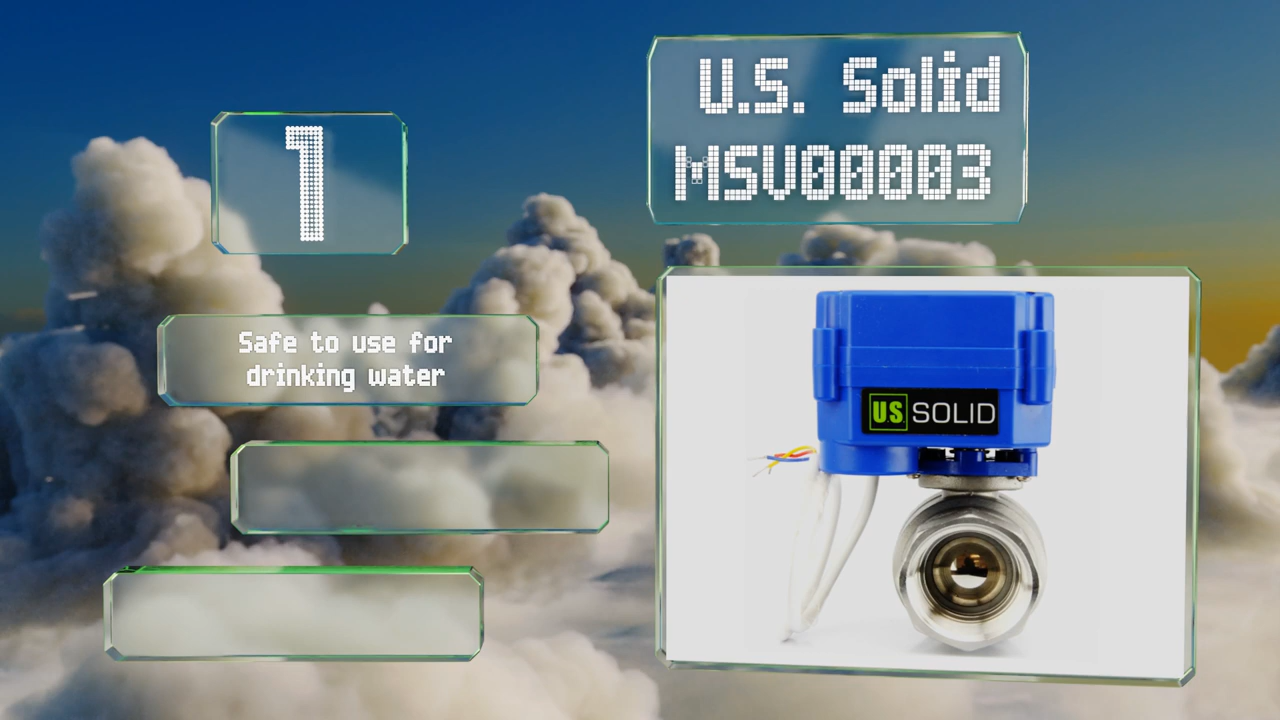 1
U.S. Solid
MSV00003
Safe to use for
drinking water
US SOLID